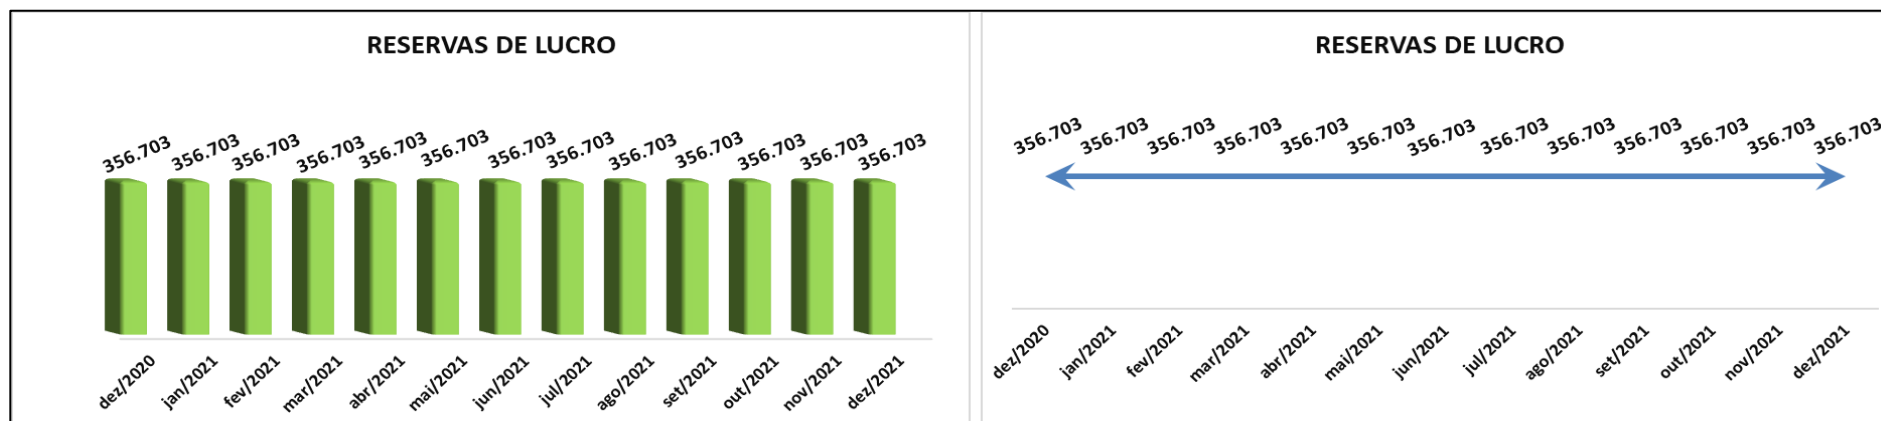 RESERVAS DE LUCRO
356.703 356.703 356.703 356.703 356.703 356.703 356.703 356.703 356.703 356.703 356.703 356.703 356.703
dez/2020 jan/2021 fev/2021 mar/2021 abr/2021 mai/2021 jun/2021 jul/2021 ago/2021 set/2021 out/2021 nov/2021 dez/2021
RESERVAS DE LUCRO
356.703 356.703 356.703 356.703 356.703 356.703 356.703 356.703 356.703 356.703 356.703 356.703 356.703
dez/2020 jan/2021 fev/2021 mar/2021 abr/2021 mai/2021 jun/2021 jul/2021 ago/2021 set/2021 out/2021 nov/2021 dez/2021